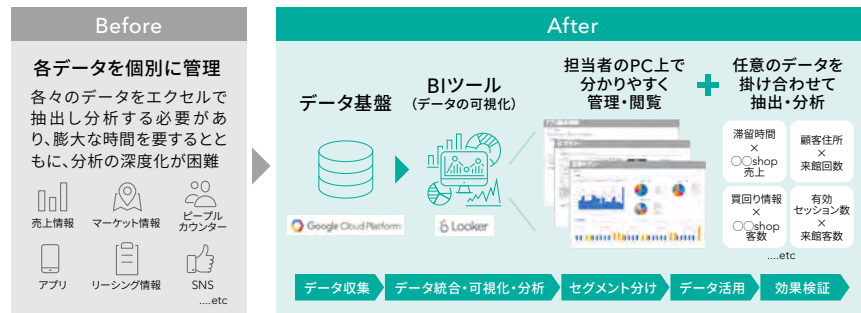 Before
各データを個別に管理
各々のデータをエクセルで
抽出し分析する必要があ
り、膨大な時間を要するとと
もに、分析の深度化が困難
売上情報
マーケット情報
ピープル
カウンター
アプリ
リーシング情報
SNS
....etc
After
データ基盤
Google Cloud Platform
BIツール
（データの可視化）
Looker
担当者のPC上で
分かりやすく
管理・閲覧
任意のデータを
掛け合わせて
抽出・分析
滞留時間
×
〇〇shop
売上
顧客住所
×
来館回数
買回り情報
×
〇〇shop
客数
有効
セッション数
×
来館客数
....etc
データ収集
データ統合・可視化・分析
セグメント分け
データ活用
効果検証